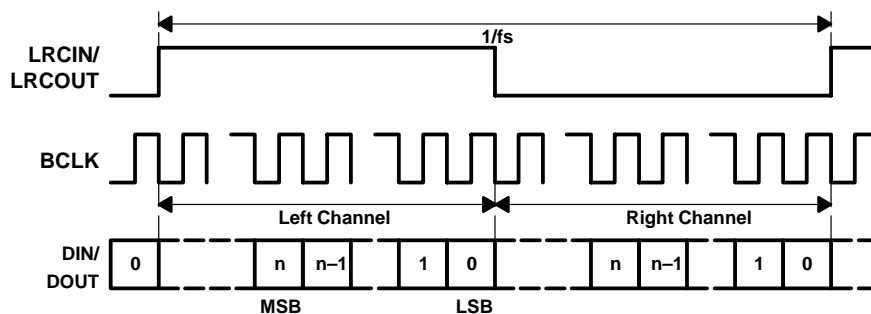 1/fs
LRCIN/
LRCOUT
BCLK
Left Channel
Right Channel
DIN/
DOUT
0 n n–1 1 0 n n–1 1 0
MSB LSB